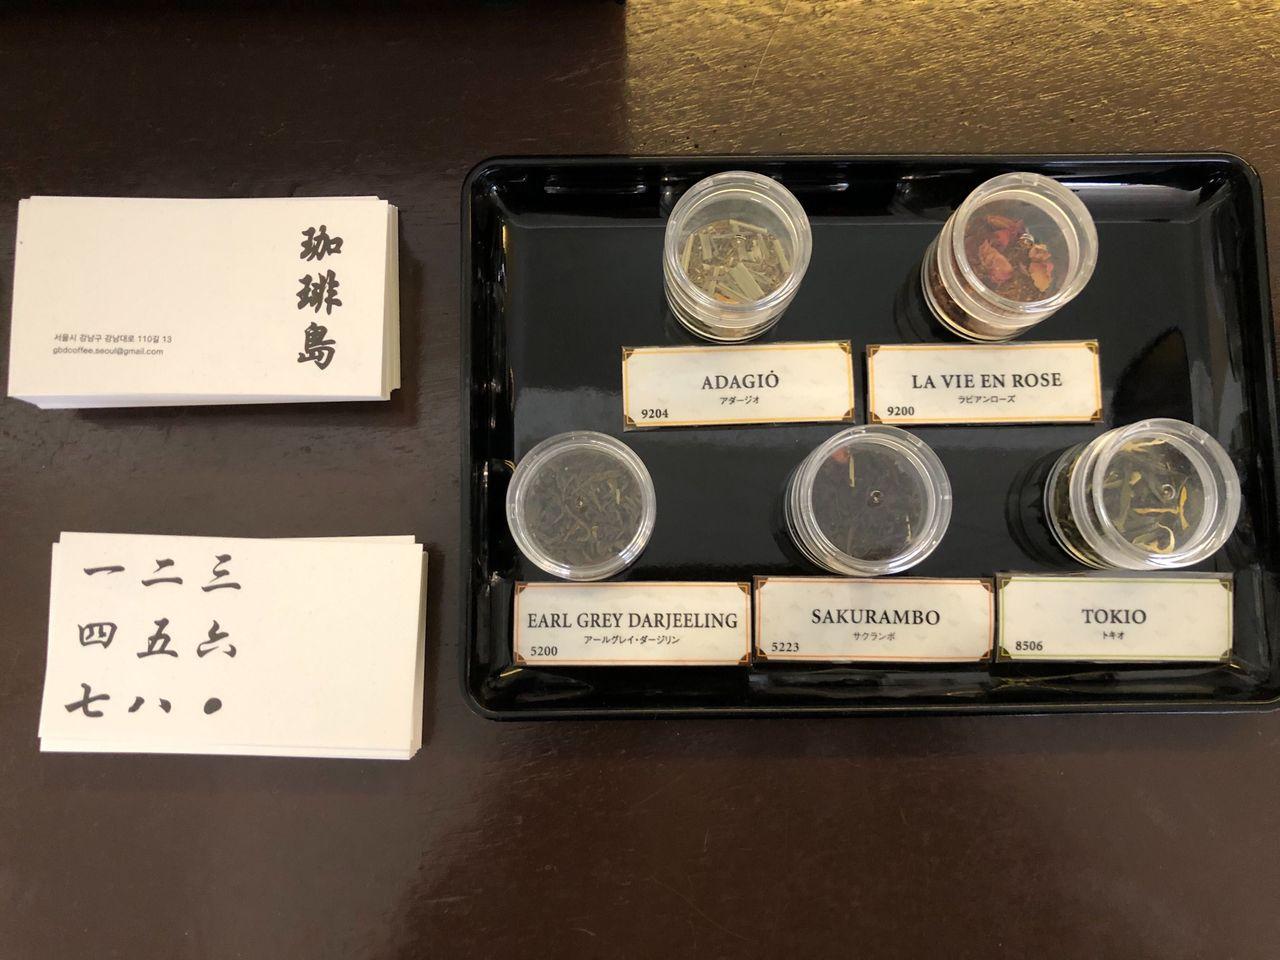 珈琲島
서울시 강남구 강남대로 110길 13
gbdcoffee.seoul@gmail.com
一 二 三
四 五 六
七 八 ●
ADAGIȮ
アダージオ
9204
LA VIE EN ROSE
ラビアンローズ
9200
EARL GREY DARJEELING
アールグレイ・ダージリン
5200
SAKURAMBO
サクランボ
5223
TOKIO
トキオ
8506